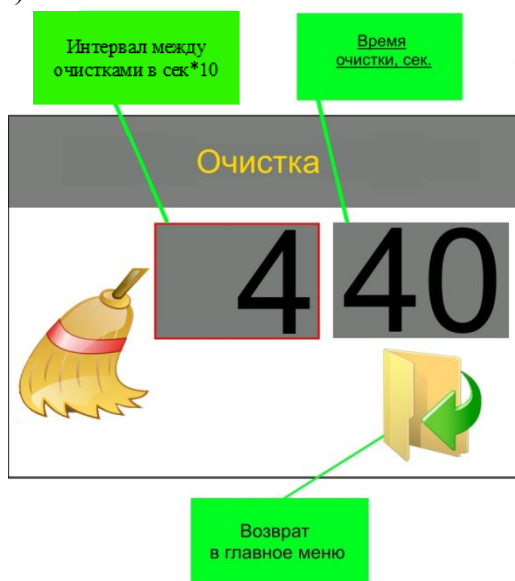 )
Интервал между
очистками в сек*10
Время
очистки, сек.
Очистка
4
40
Возврат
в главное меню